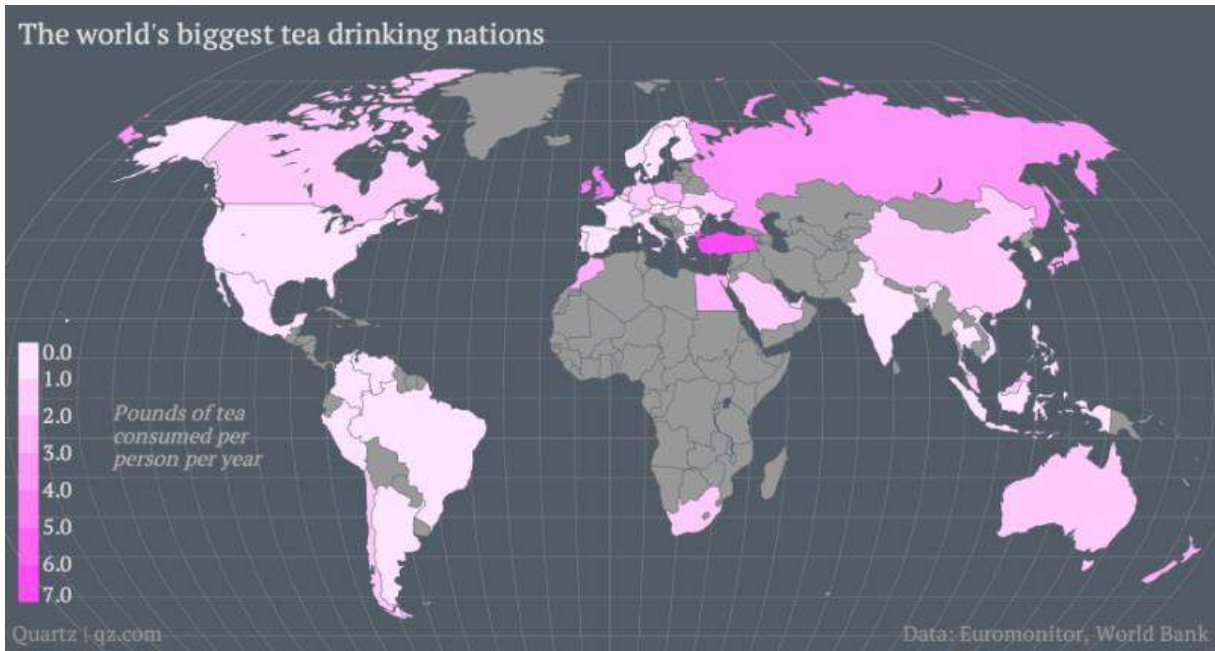 The world's biggest tea drinking nations
0.0
1.0
2.0
3.0
4.0
5.0
6.0
7.0
Pounds of tea
consumed per
person per year
Quartz | qz.com
Data: Euromonitor, World Bank